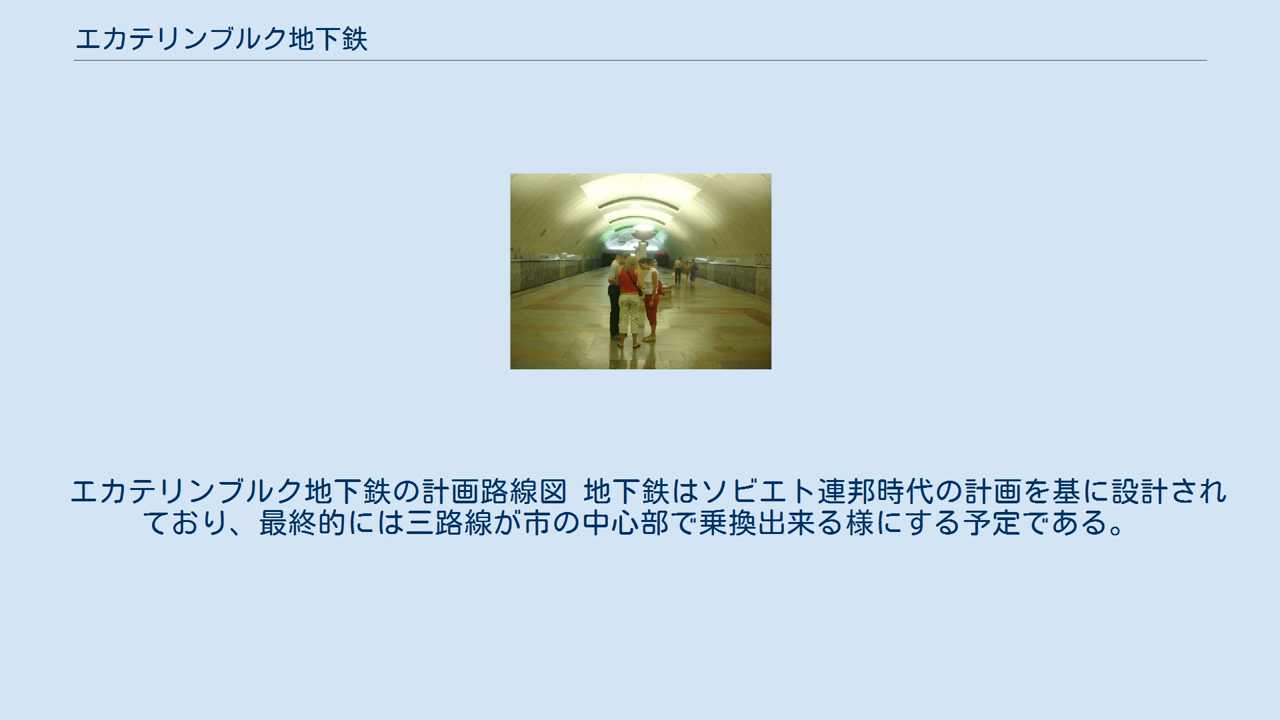 エカテリンブルク地下鉄
エカテリンブルク地下鉄の計画路線図 地下鉄はソビエト連邦時代の計画を基に設計され
ており、最終的には三路線が市の中心部で乗換出来る様にする予定である。